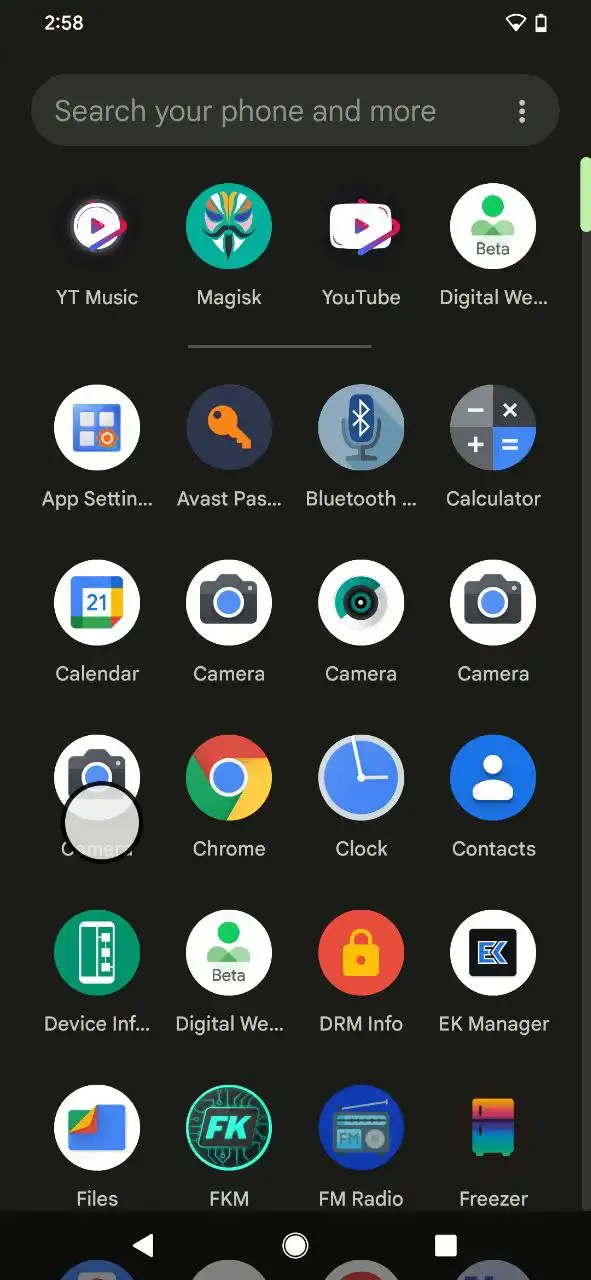 2:58
Search your phone and more
Beta
YT Music Magisk YouTube Digital We...
App Settin... Avast Pas... Bluetooth ... Calculator
21
Calendar Camera Camera Camera
Camera Chrome Clock Contacts
Beta EK
Device Inf... Digital We... DRM Info EK Manager
FK FM
Files FKM FM Radio Freezer